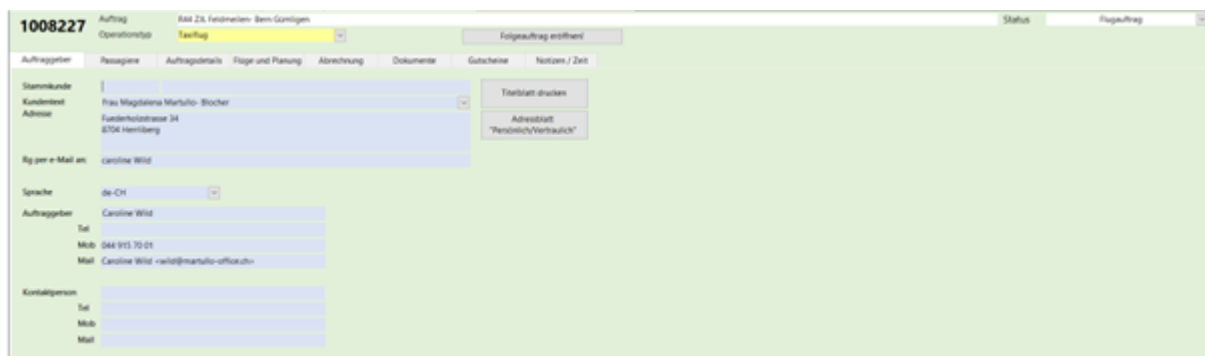 1008227
Auftrag R44 ZJL Feldmeilen- Bern Gümligen
Status Flugauftrag
Operationstyp Taxiflug
Folgeauftrag eröffnen!
Auftraggeber Passagiere Auftragsdetails Flüge und Planung Abrechnung Dokumente Gutscheine Notizen / Zeit
Stammkunde
Titelblatt drucken
Kundentext Frau Magdalena Martullo- Blocher
Adresse Fuederholzstrasse 34
8704 Herrliberg
Adressblatt
"Persönlich/Vertraulich"
Rg per e-Mail an: caroline Wild
Sprache de-CH
Auftraggeber Caroline Wild
Tel
Mob 044 915 70 01
Mail Caroline Wild <wild@martullo-office.ch>
Kontaktperson
Tel
Mob
Mail